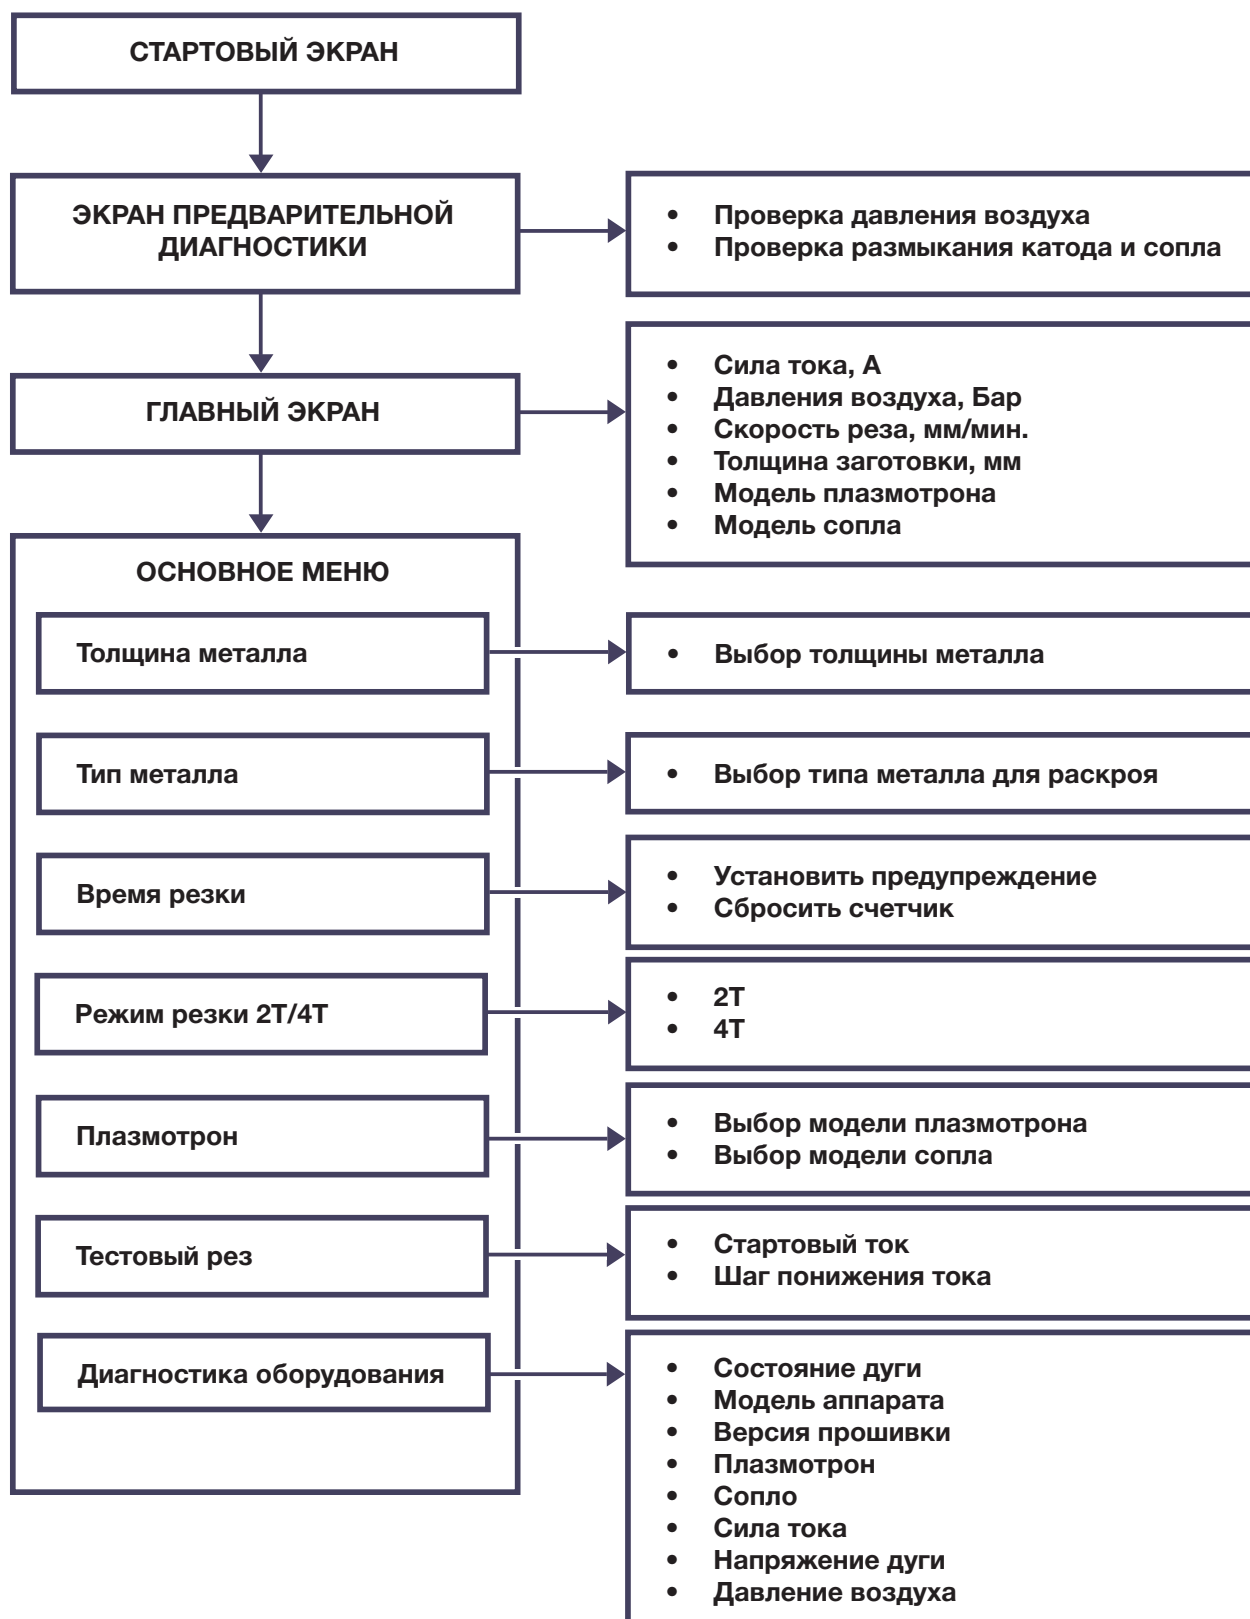 СТАРТОВЫЙ ЭКРАН
ЭКРАН ПРЕДВАРИТЕЛЬНОЙ
ДИАГНОСТИКИ
• Проверка давления воздуха
• Проверка размыкания катода и сопла
ГЛАВНЫЙ ЭКРАН
• Сила тока, А
• Давления воздуха, Бар
• Скорость реза, мм/мин.
• Толщина заготовки, мм
• Модель плазмотрона
• Модель сопла
ОСНОВНОЕ МЕНЮ
Толщина металла
• Выбор толщины металла
Тип металла
• Выбор типа металла для раскроя
Время резки
• Установить предупреждение
• Сбросить счетчик
Режим резки 2Т/4Т
• 2Т
• 4Т
Плазмотрон
• Выбор модели плазмотрона
• Выбор модели сопла
Тестовый рез
• Стартовый ток
• Шаг понижения тока
Диагностика оборудования
• Состояние дуги
• Модель аппарата
• Версия прошивки
• Плазмотрон
• Сопло
• Сила тока
• Напряжение дуги
• Давление воздуха